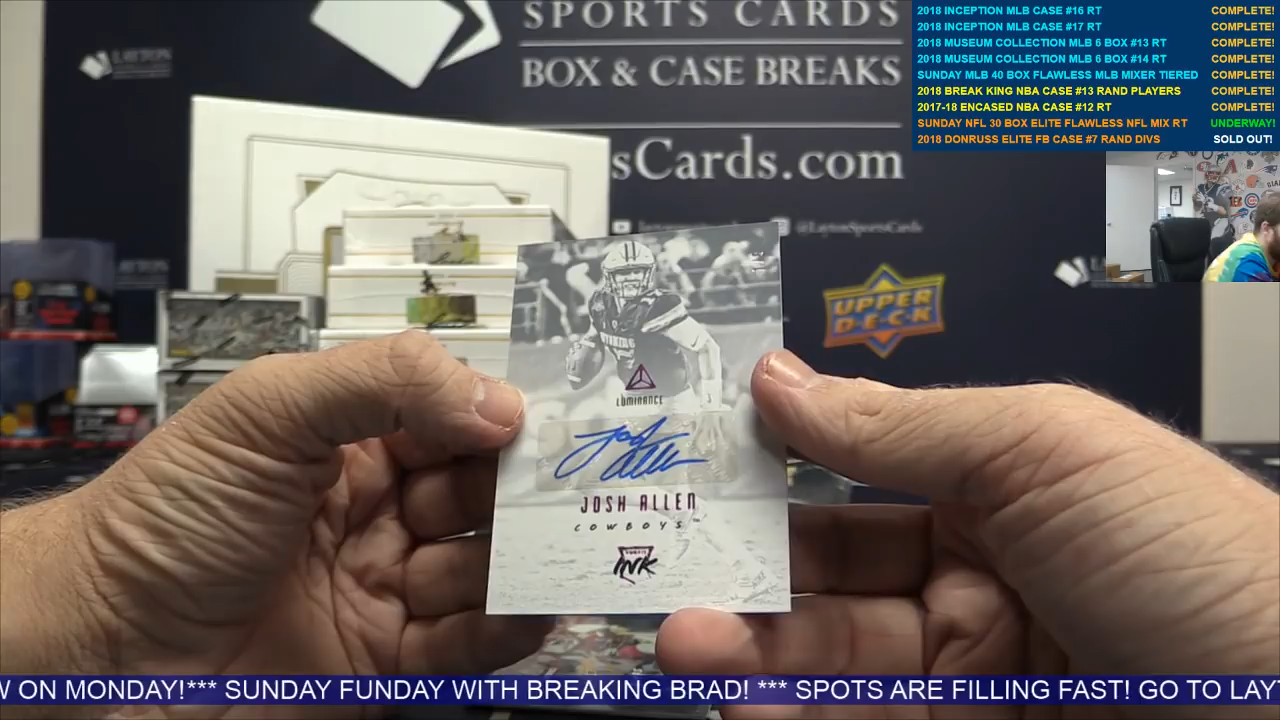 SPORTS CARDS
BOX & CASE BREAKS
sCards.com
LAYTON
@LaytonSportsCards
UPPER
DECK
LUMINANCE
Josh Allen
JOSH ALLEN
COWBOYS
INK
2018 INCEPTION MLB CASE #16 RT COMPLETE!
2018 INCEPTION MLB CASE #17 RT COMPLETE!
2018 MUSEUM COLLECTION MLB 6 BOX #13 RT COMPLETE!
2018 MUSEUM COLLECTION MLB 6 BOX #14 RT COMPLETE!
SUNDAY MLB 40 BOX FLAWLESS MLB MIXER TIERED COMPLETE!
2018 BREAK KING NBA CASE #13 RAND PLAYERS COMPLETE!
2017-18 ENCASED NBA CASE #12 RT COMPLETE!
SUNDAY NFL 30 BOX ELITE FLAWLESS NFL MIX RT UNDERWAY!
2018 DONRUSS ELITE FB CASE #7 RAND DIVS SOLD OUT!
W ON MONDAY!*** SUNDAY FUNDAY WITH BREAKING BRAD! *** SPOTS ARE FILLING FAST! GO TO LAYT